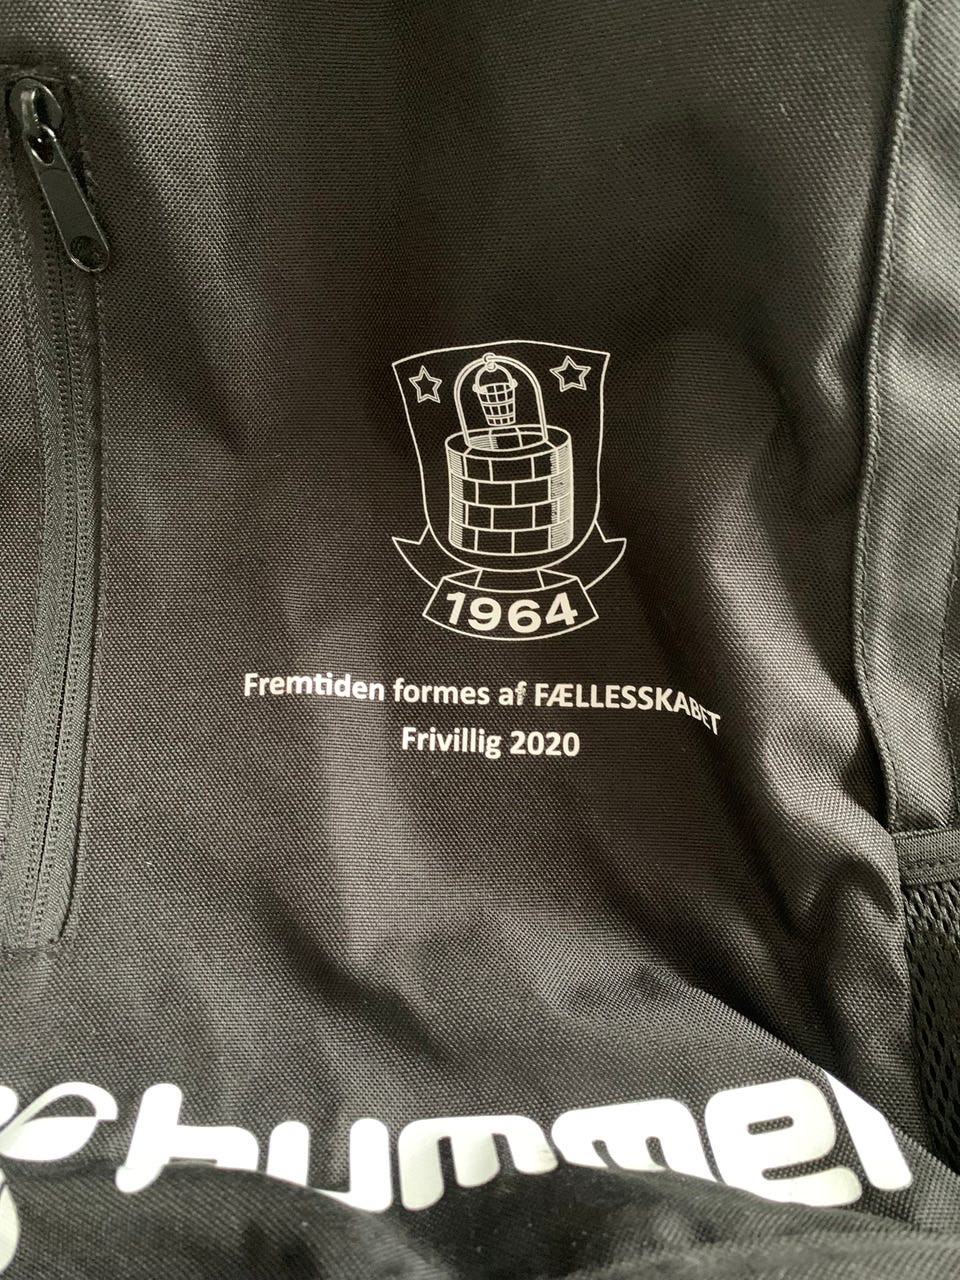 1964
Fremtiden formes af FÆLLESSKABET
Frivillig 2020
hummel